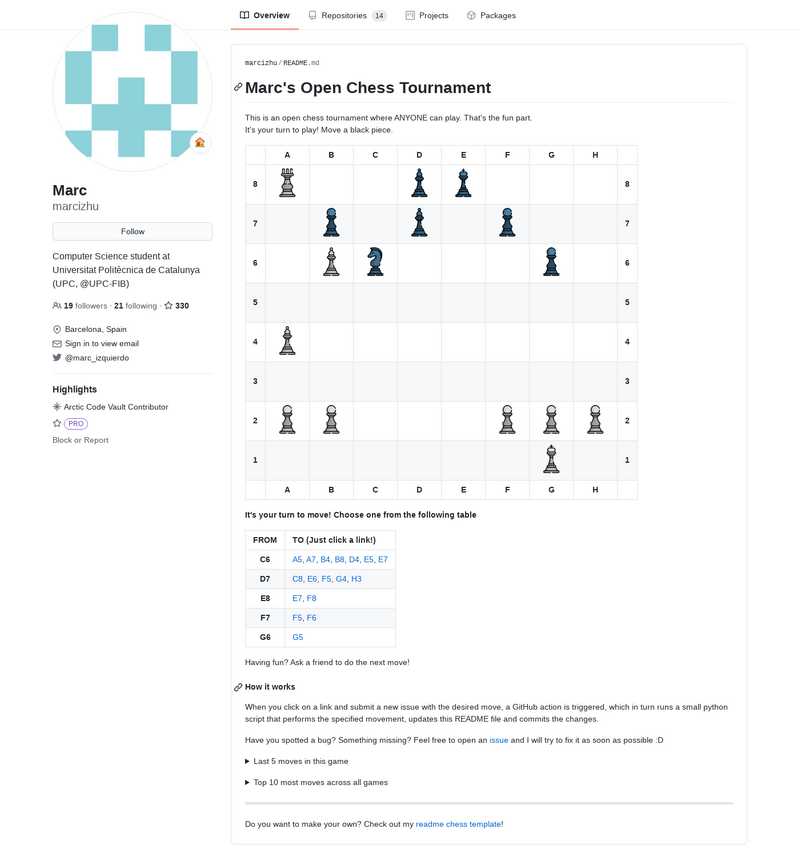 Overview
Repositories 14
Projects
Packages
Marc
marcizhu
Follow
Computer Science student at
Universitat Politècnica de Catalunya
(UPC, @UPC-FIB)
19 followers · 21 following · 330
Barcelona, Spain
Sign in to view email
@marc_izquierdo
Highlights
Arctic Code Vault Contributor
PRO
Block or Report
marcizhu / README.md
Marc's Open Chess Tournament
This is an open chess tournament where ANYONE can play. That's the fun part.
It's your turn to play! Move a black piece.
A B C D E F G H
8 8
7 7
6 6
5 5
4 4
3 3
2 2
1 1
A B C D E F G H
It's your turn to move! Choose one from the following table
FROM TO (Just click a link!)
C6 A5, A7, B4, B8, D4, E5, E7
D7 C8, E6, F5, G4, H3
E8 E7, F8
F7 F5, F6
G6 G5
Having fun? Ask a friend to do the next move!
How it works
When you click on a link and submit a new issue with the desired move, a GitHub action is triggered, which in turn runs a small python
script that performs the specified movement, updates this README file and commits the changes.
Have you spotted a bug? Something missing? Feel free to open an issue and I will try to fix it as soon as possible :D
Last 5 moves in this game
Top 10 most moves across all games
Do you want to make your own? Check out my readme chess template!